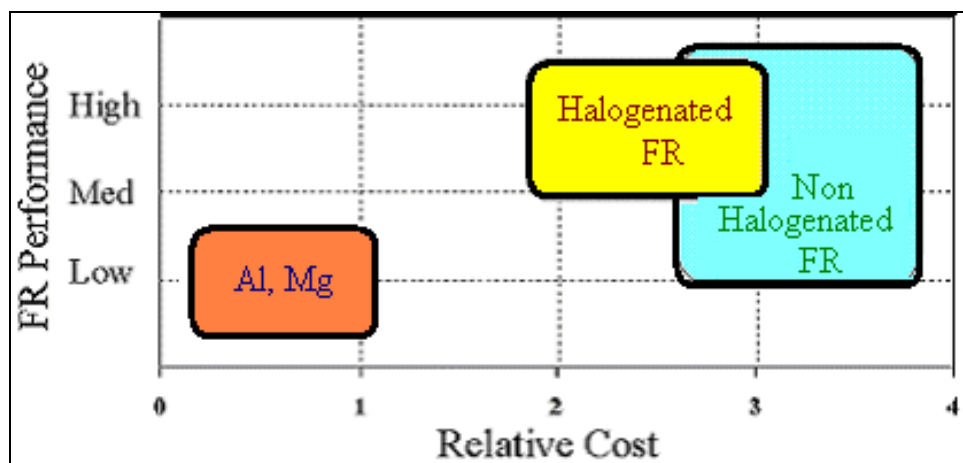 FR Performance
High
Med
Low
Halogenated
FR
Non
Halogenated
FR
Al, Mg
0 1 2 3 4
Relative Cost